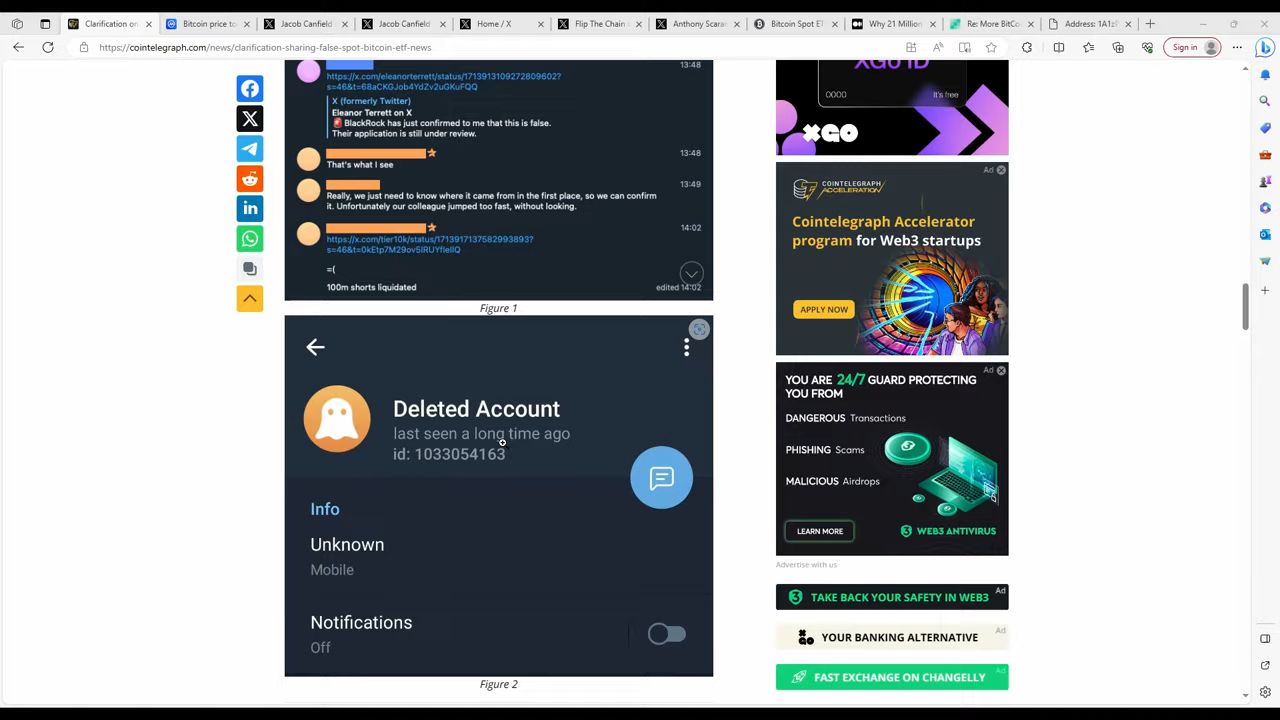 Clarification on
Bitcoin price to
Jacob Canfield
Jacob Canfield
Home / X
Flip The Chain
Anthony Scara
Bitcoin Spot ET
Why 21 Million
Re: More BitCo
Address: 1A1zP
https://cointelegraph.com/news/clarification-sharing-false-spot-bitcoin-etf-news
Sign in
13:48
https://x.com/eleanorterrett/status/1713913109272809602?
s=46&t=68aCKGJob4YdZv2uGKuFQQ
X (formerly Twitter)
Eleanor Terrett on X
🚨BlackRock has just confirmed to me that this is false.
Their application is still under review.
13:48
That's what I see
13:49
Really, we just need to know where it came from in the first place, so we can confirm
it. Unfortunately our colleague jumped too fast, without looking.
14:02
https://x.com/tier10k/status/1713917137582993893?
=(
100m shorts liquidated
edited 14:02
Figure 1
Deleted Account
last seen a long time ago
id: 1033054163
Info
Unknown
Mobile
Notifications
Off
Figure 2
XGo ID
0000
It's free
XGO
Ad
COINTELEGRAPH
ACCELERATION
Cointelegraph Accelerator
program for Web3 startups
APPLY NOW
Ad
YOU ARE 24/7 GUARD PROTECTING
YOU FROM
DANGEROUS Transactions
PHISHING Scams
MALICIOUS Airdrops
LEARN MORE
WEB3 ANTIVIRUS
Advertise with us
TAKE BACK YOUR SAFETY IN WEB3
Ad
YOUR BANKING ALTERNATIVE
Ad
FAST EXCHANGE ON CHANGELLY
Ad